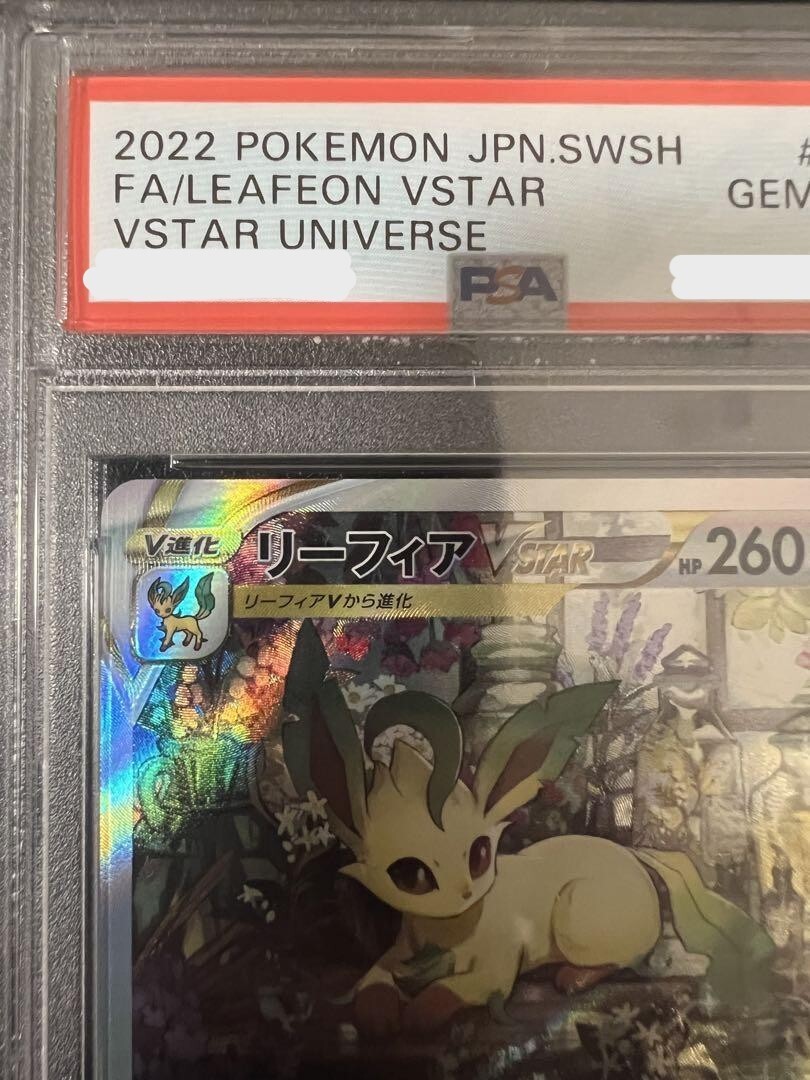 2022 POKEMON JPN.SWSH #
FA/LEAFEON VSTAR GEM
VSTAR UNIVERSE
PSA
V進化 リーフィア VSTAR HP 260
リーフィアVから進化